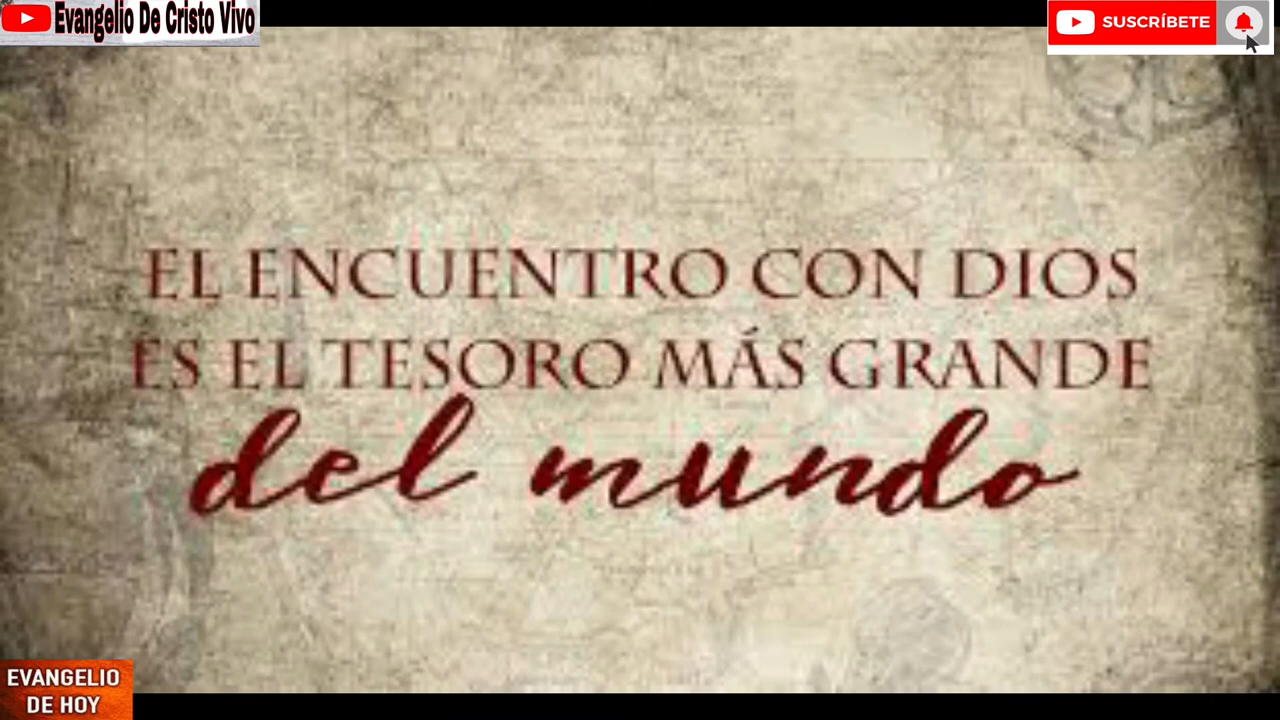 Evangelio De Cristo Vivo
SUSCRÍBETE
EL ENCUENTRO CON DIOS
ES EL TESORO MÁS GRANDE
del mundo
EVANGELIO
DE HOY